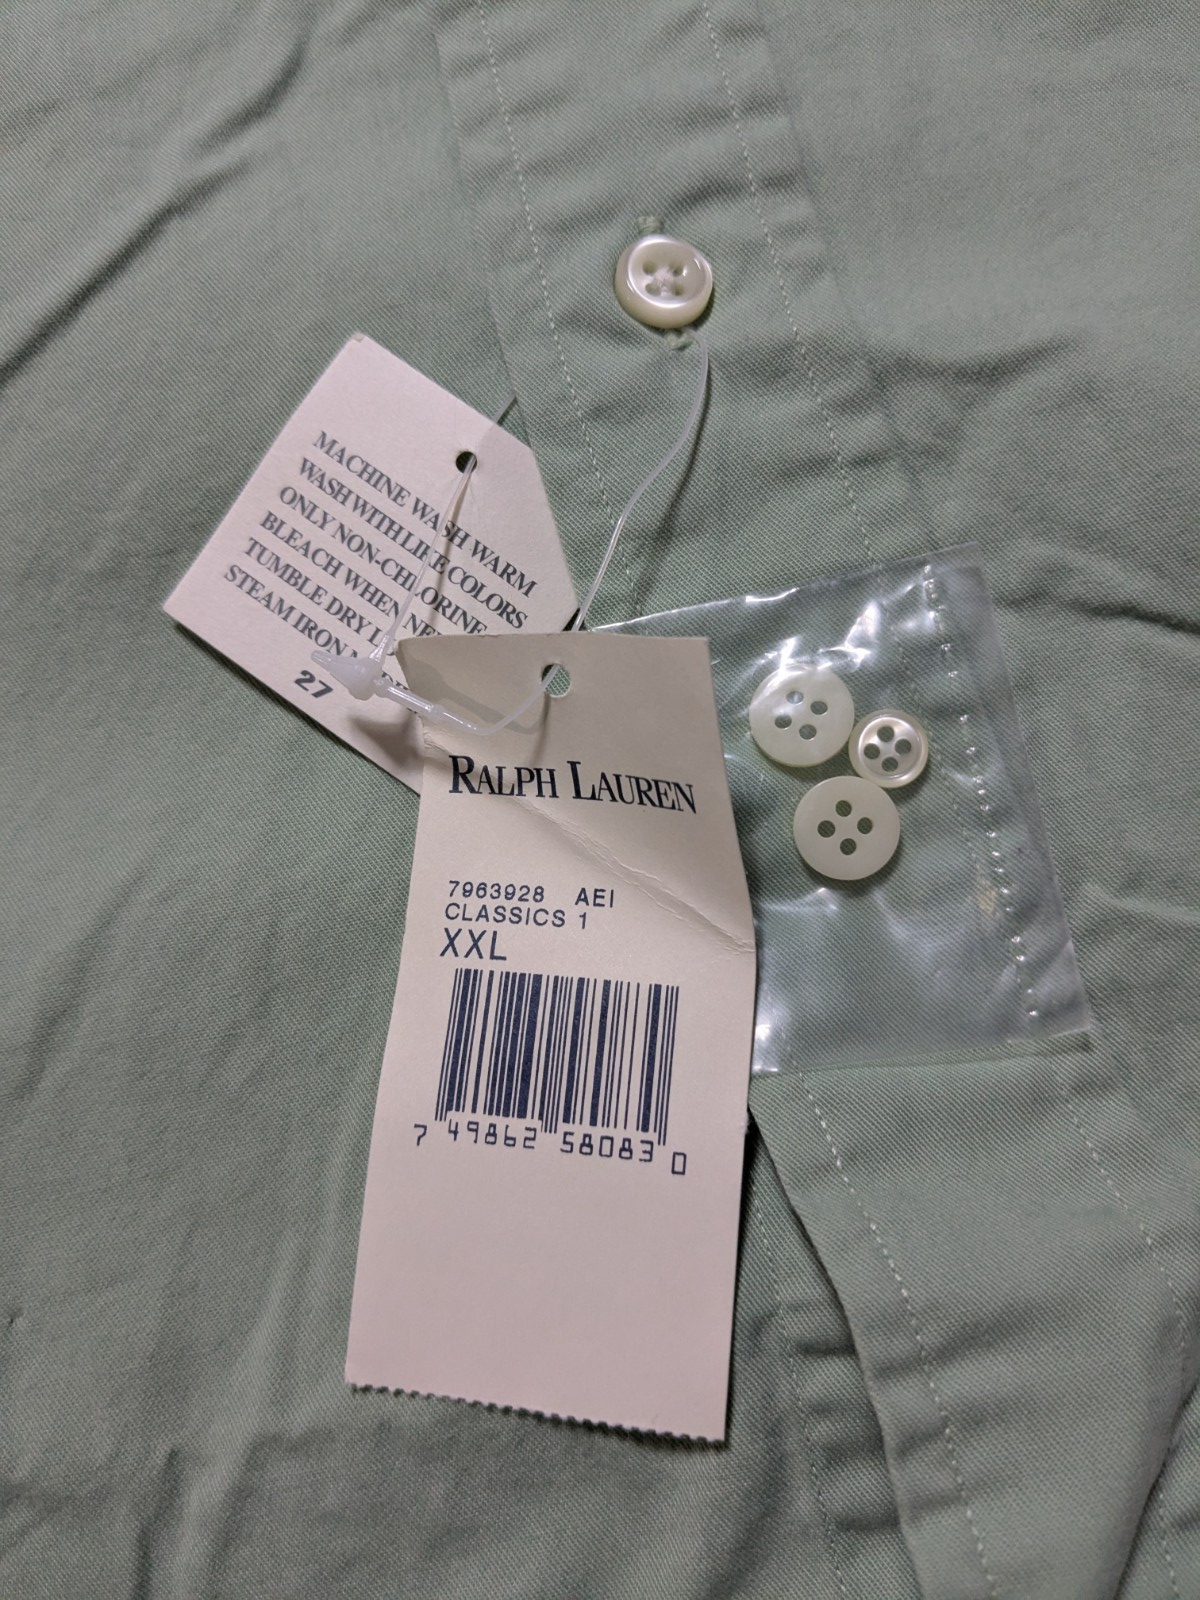 MACHINE WASH WARM
WASH WITH LIKE COLORS
ONLY NON-CHLORINE
BLEACH WHEN
TUMBLE DRY
STEAM IRON
27
RALPH LAUREN
7963928 AEI
CLASSICS 1
XXL
7 49862 58083 0